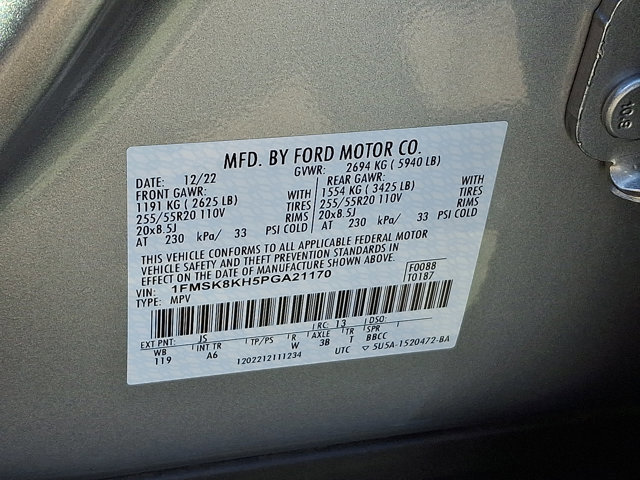 MFD. BY FORD MOTOR CO.
DATE: 12/22 GVWR: 2694 KG ( 5940 LB)
FRONT GAWR: WITH REAR GAWR: WITH
1191 KG ( 2625 LB) TIRES 1554 KG ( 3425 LB) TIRES
255/55R20 110V RIMS 255/55R20 110V RIMS
20x8.5J 20x8.5J
AT 230 kPa/ 33 PSI COLD AT 230 kPa/ 33 PSI COLD
THIS VEHICLE CONFORMS TO ALL APPLICABLE FEDERAL MOTOR
VEHICLE SAFETY AND THEFT PREVENTION STANDARDS IN
EFFECT ON THE DATE OF MANUFACTURE SHOWN ABOVE.
VIN: 1FMSK8KH5PGA21170 F0088
TYPE: MPV T0187
EXT PNT: JS RC: 13 DSO:
WB INT TR TP/PS R AXLE TR SPR
119 A6 W 3B T BBCC
1202212111234 UTC ▽ 5U5A-1520472-BA
10.9